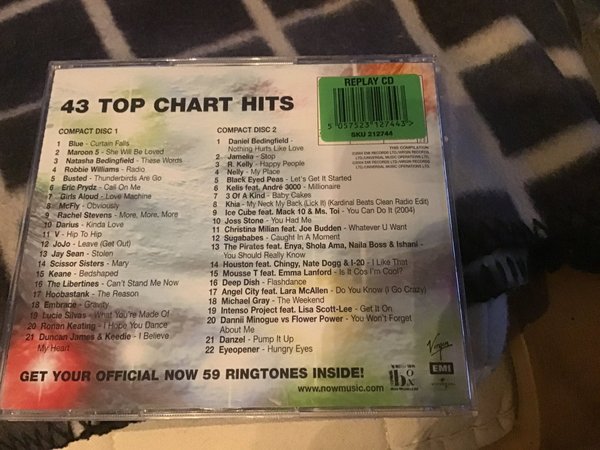 REPLAY CD
5 057523 127443
SKU 212744
43 TOP CHART HITS
COMPACT DISC 1
1 Blue - Curtain Falls
2 Maroon 5 - She Will Be Loved
3 Natasha Bedingfield - These Words
4 Robbie Williams - Radio
5 Busted - Thunderbirds Are Go
6 Eric Prydz - Call On Me
7 Girls Aloud - Love Machine
8 McFly - Obviously
9 Rachel Stevens - More, More, More
10 Darius - Kinda Love
11 V - Hip To Hip
12 JoJo - Leave (Get Out)
13 Jay Sean - Stolen
14 Scissor Sisters - Mary
15 Keane - Bedshaped
16 The Libertines - Can't Stand Me Now
17 Hoobastank - The Reason
18 Embrace - Gravity
19 Lucie Silvas - What You're Made Of
20 Ronan Keating - I Hope You Dance
21 Duncan James & Keedie - I Believe
My Heart
COMPACT DISC 2
1 Daniel Bedingfield -
Nothing Hurts Like Love
2 Jamelia - Stop
3 R. Kelly - Happy People
4 Nelly - My Place
5 Black Eyed Peas - Let's Get It Started
6 Kelis feat. André 3000 - Millionaire
7 3 Of A Kind - Baby Cakes
8 Khia - My Neck My Back (Lick It) (Kardinal Beats Clean Radio Edit)
9 Ice Cube feat. Mack 10 & Ms. Toi - You Can Do It (2004)
10 Joss Stone - You Had Me
11 Christina Milian feat. Joe Budden - Whatever U Want
12 Sugababes - Caught In A Moment
13 The Pirates feat. Enya, Shola Ama, Naila Boss & Ishani -
You Should Really Know
14 Houston feat. Chingy, Nate Dogg & I-20 - I Like That
15 Mousse T feat. Emma Lanford - Is It Cos I'm Cool?
16 Deep Dish - Flashdance
17 Angel City feat. Lara McAllen - Do You Know (I Go Crazy)
18 Michael Gray - The Weekend
19 Intenso Project feat. Lisa Scott-Lee - Get It On
20 Dannii Minogue vs Flower Power - You Won't Forget
About Me
21 Danzel - Pump It Up
22 Eyeopener - Hungry Eyes
THIS COMPILATION
GET YOUR OFFICIAL NOW 59 RINGTONES INSIDE!
www.nowmusic.com
box
Virgin
EMI